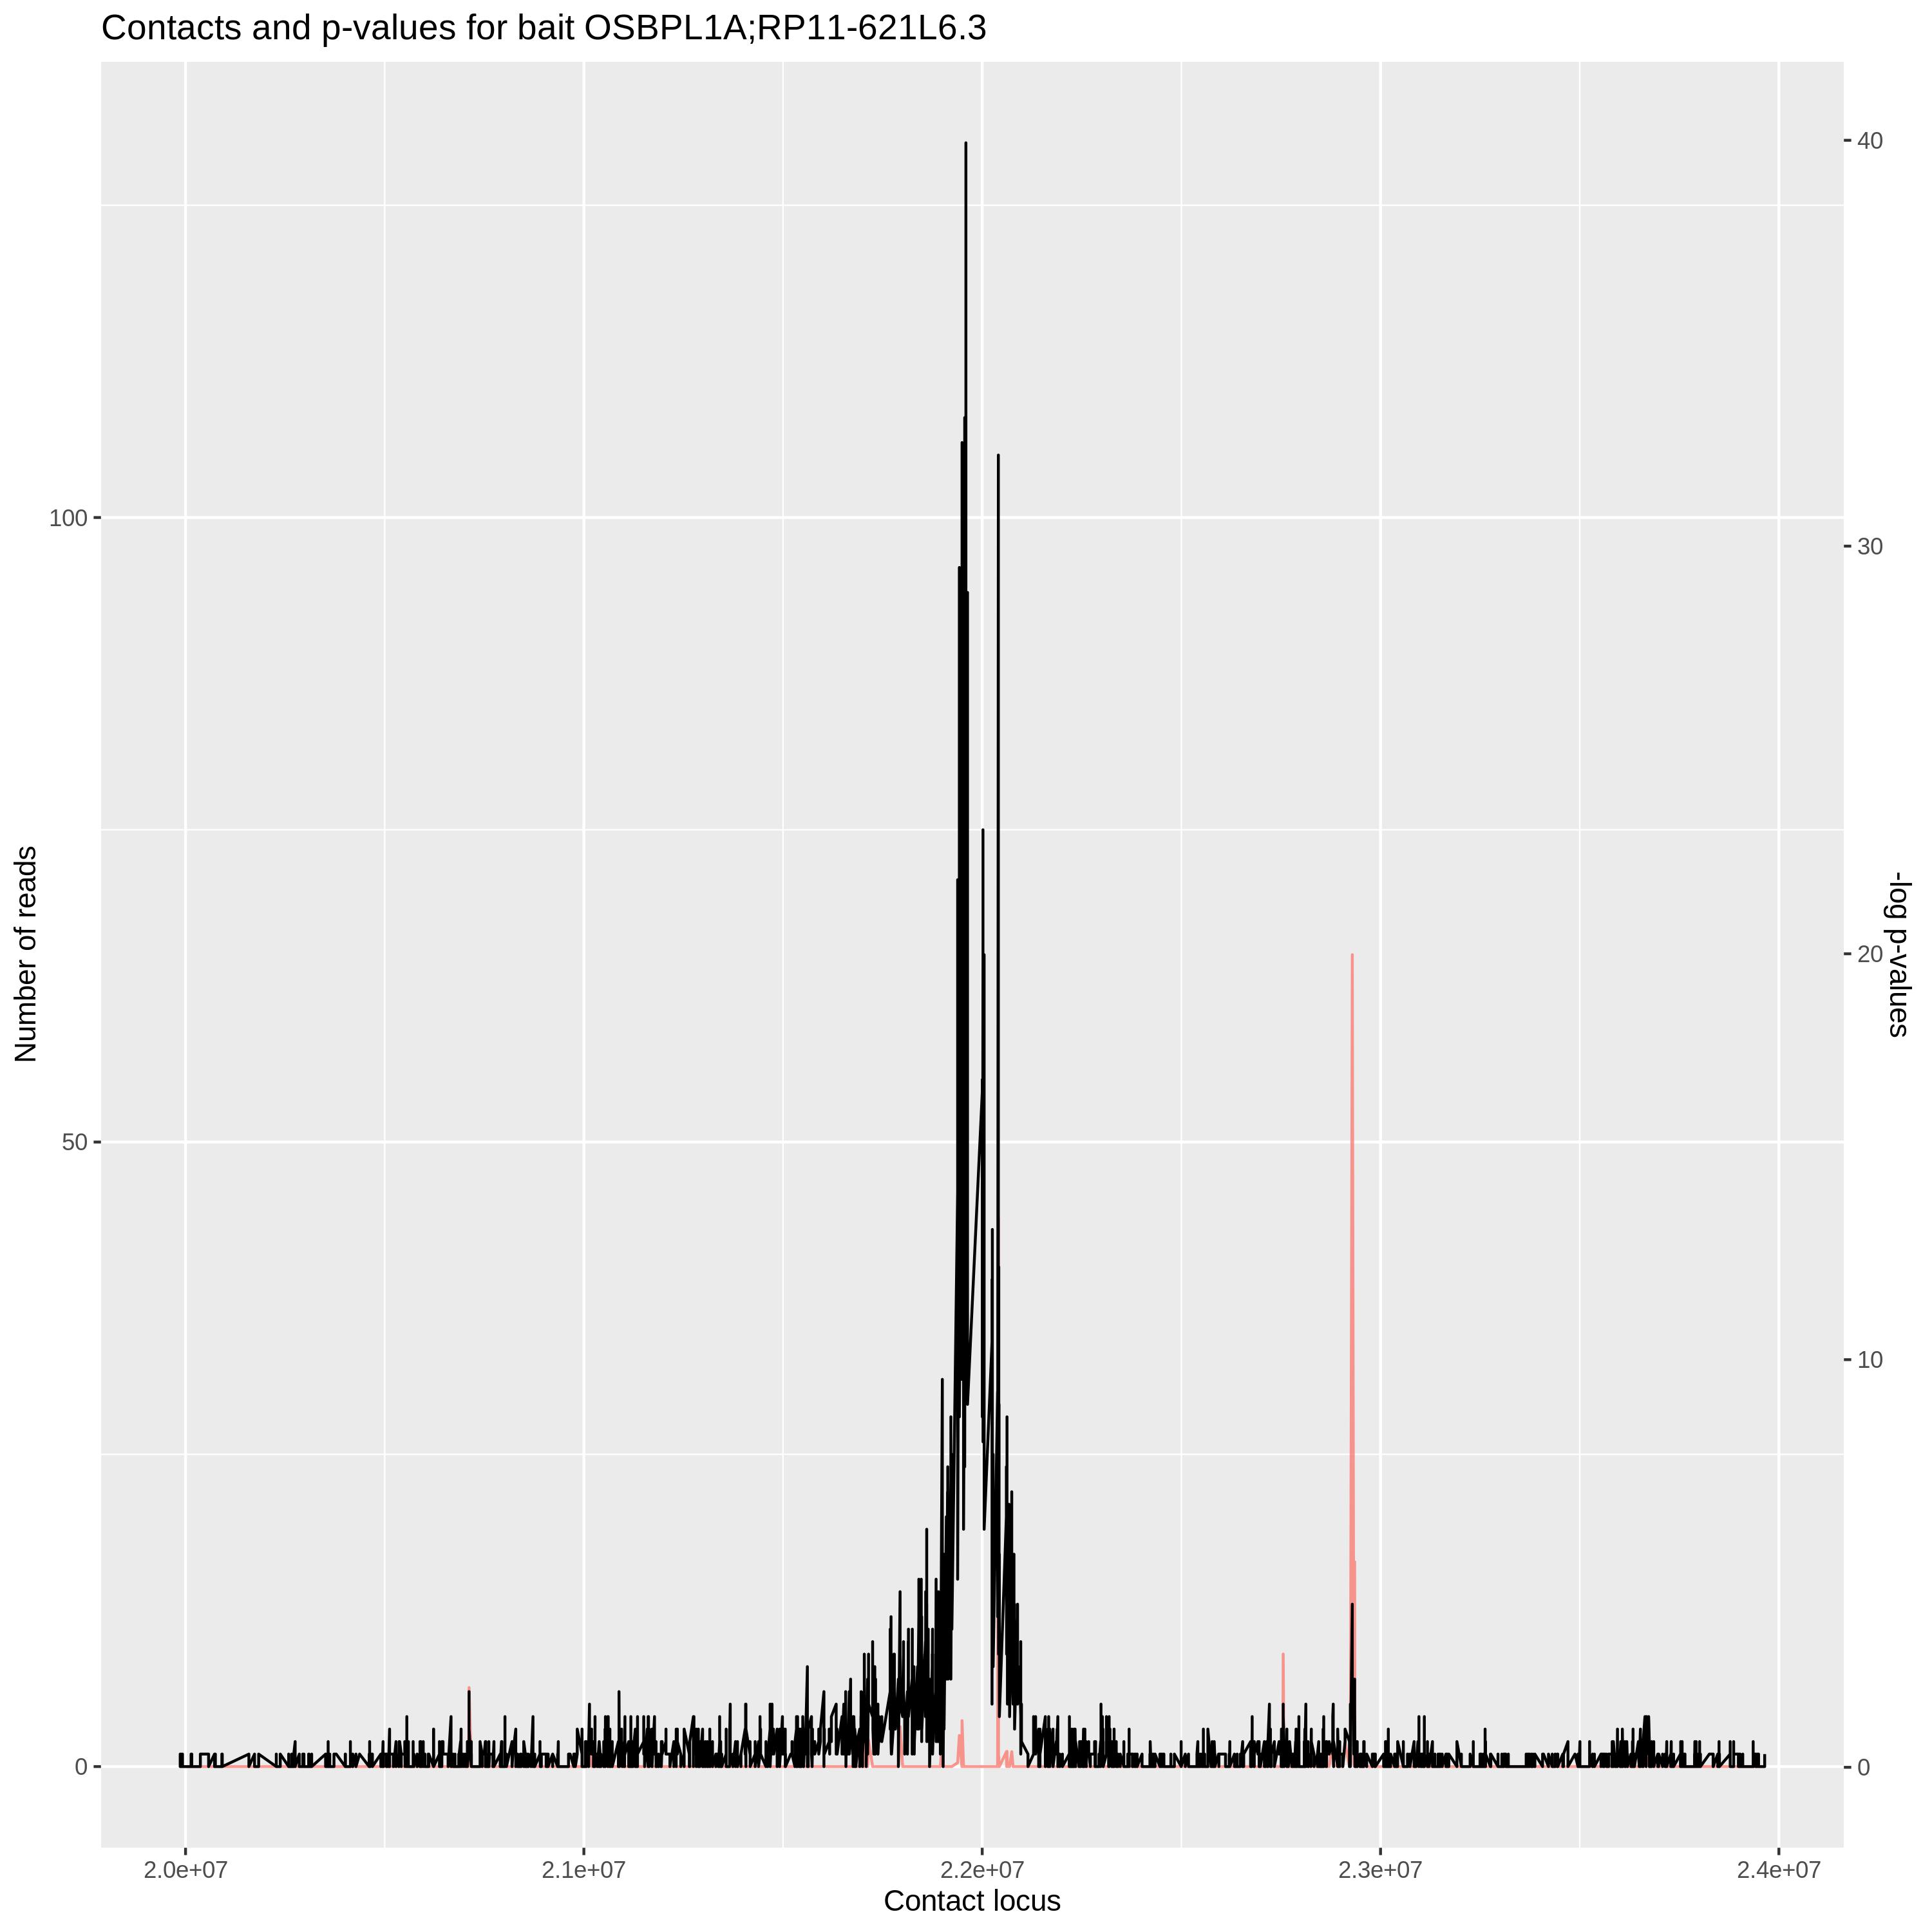 Contacts and p-values for bait OSBPL1A;RP11-621L6.3
40
100
30
Number of reads
-log p-values
20
50
10
0
0
2.0e+07
2.1e+07
2.2e+07
2.3e+07
2.4e+07
Contact locus